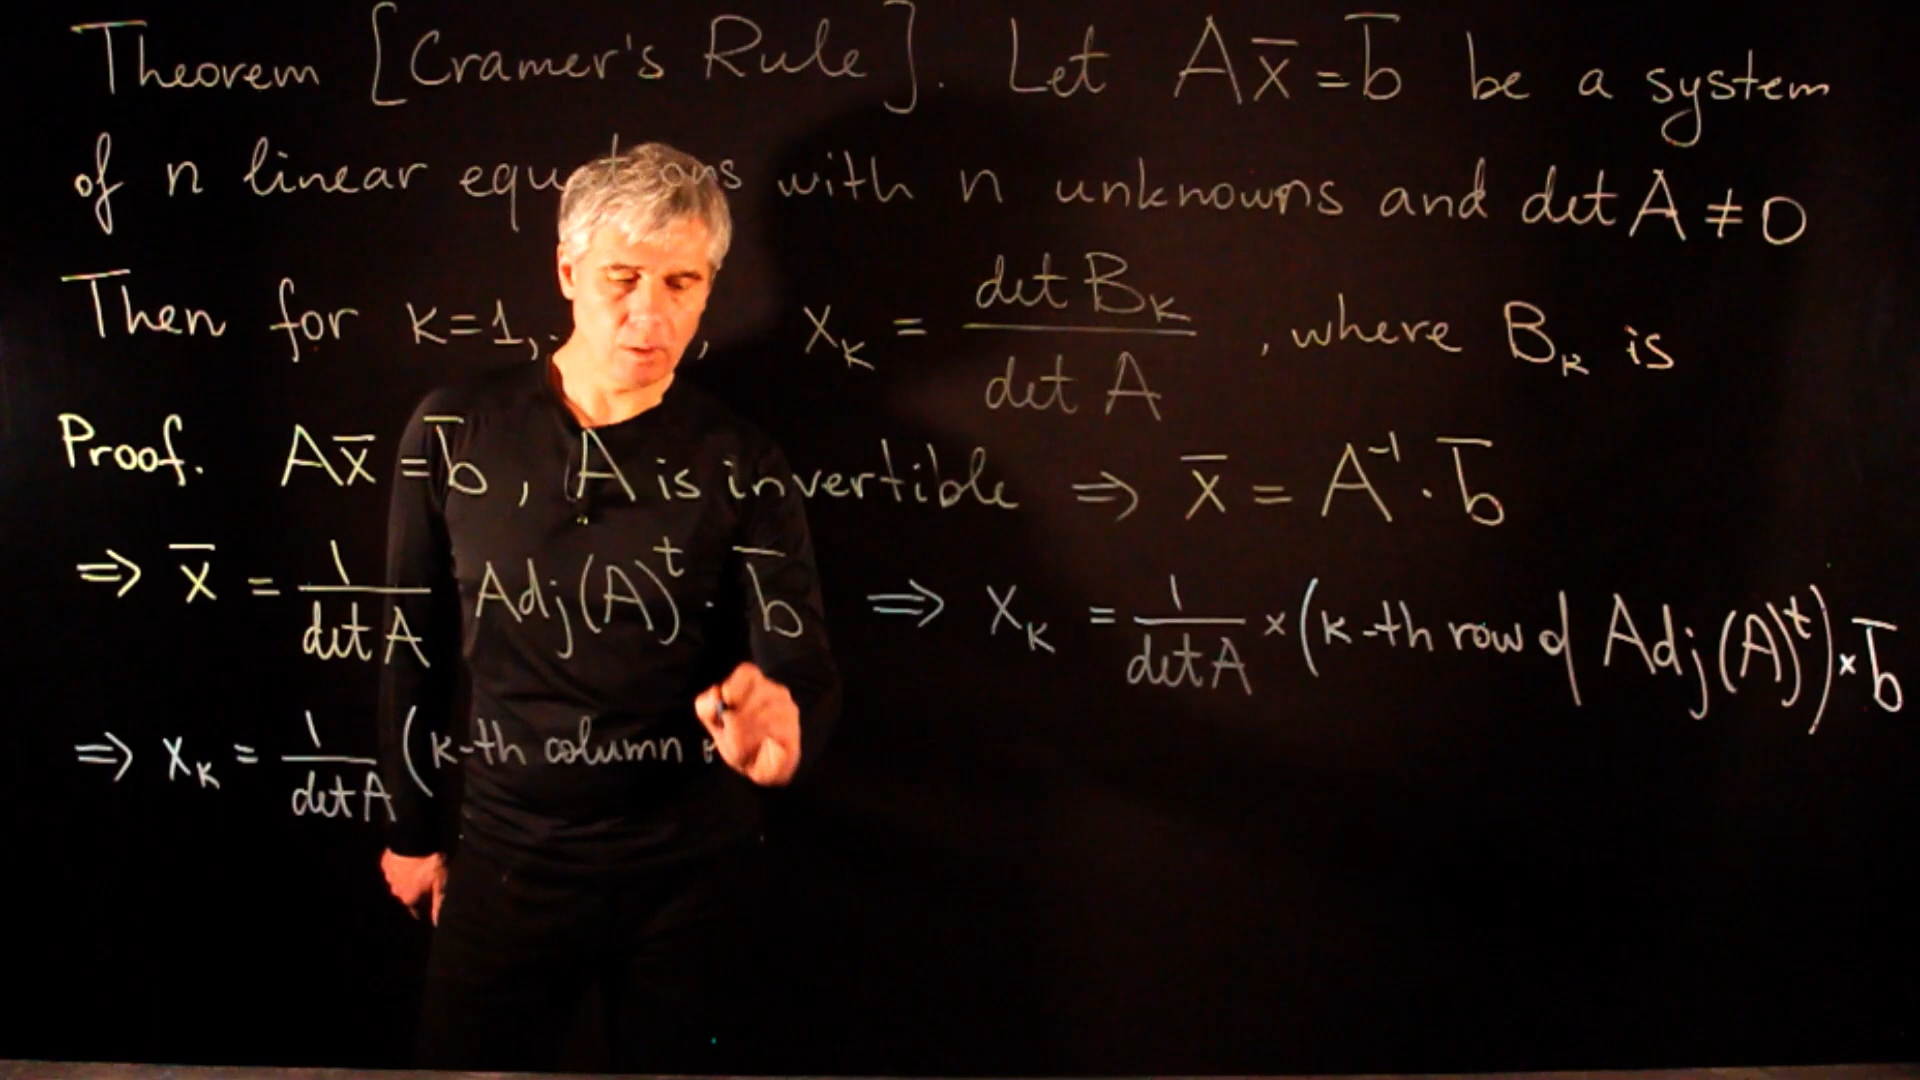 Theorem [Cramer's Rule]. Let Ax̄ = b̄ be a system
of n linear equations with n unknowns and det A ≠ 0
Then for k=1,.. , x_k = det B_k / det A , where B_k is
Proof. Ax̄ = b̄, A is invertible ⇒ x̄ = A⁻¹ · b̄
⇒ x̄ = 1/det A Adj(A)^t · b̄ ⇒ x_k = 1/det A × (k-th row of Adj(A)^t) × b̄
⇒ x_k = 1/det A (k-th column